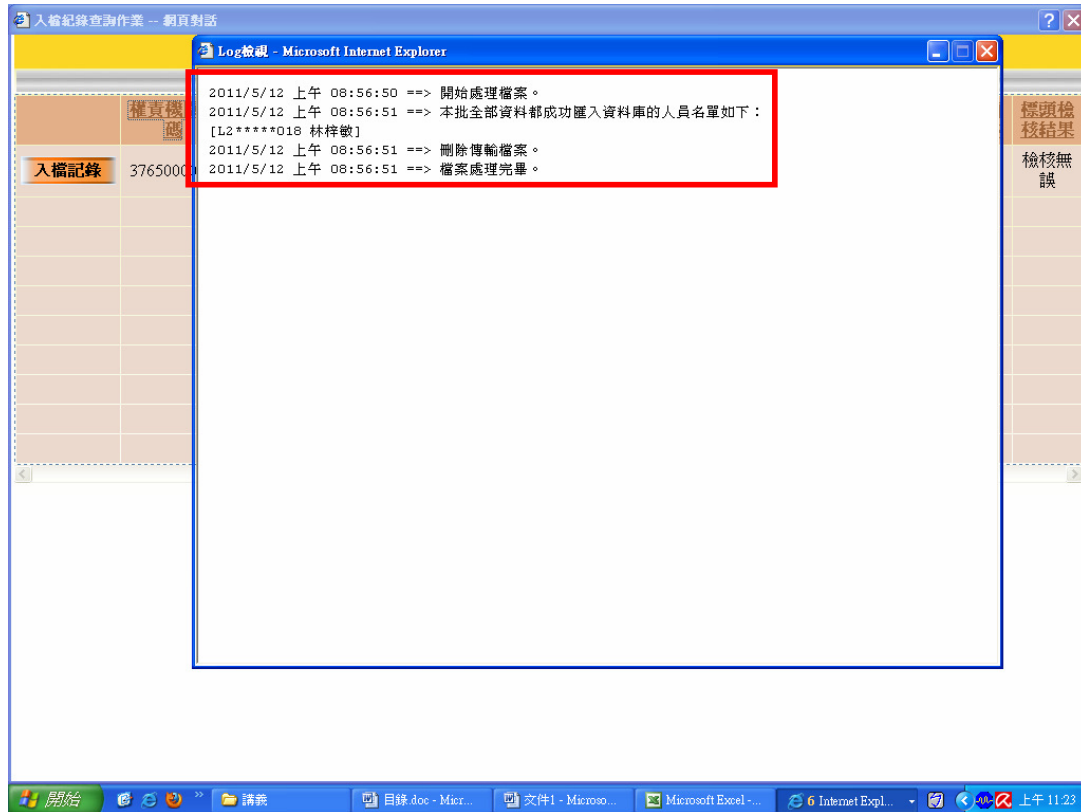 入檔紀錄查詢作業 -- 網頁對話
Log檢視 - Microsoft Internet Explorer
2011/5/12 上午 08:56:50 ==> 開始處理檔案。
2011/5/12 上午 08:56:51 ==> 本批全部資料都成功匯入資料庫的人員名單如下：
[L2*****018 林梓敏]
2011/5/12 上午 08:56:51 ==> 刪除傳輸檔案。
2011/5/12 上午 08:56:51 ==> 檔案處理完畢。
權責機
碼
標頭檢
核結果
入檔記錄
3765000
檢核無
誤
開始
講義
目錄.doc - Micr...
文件1 - Microso...
Microsoft Excel -...
6 Internet Expl...
上午 11:23